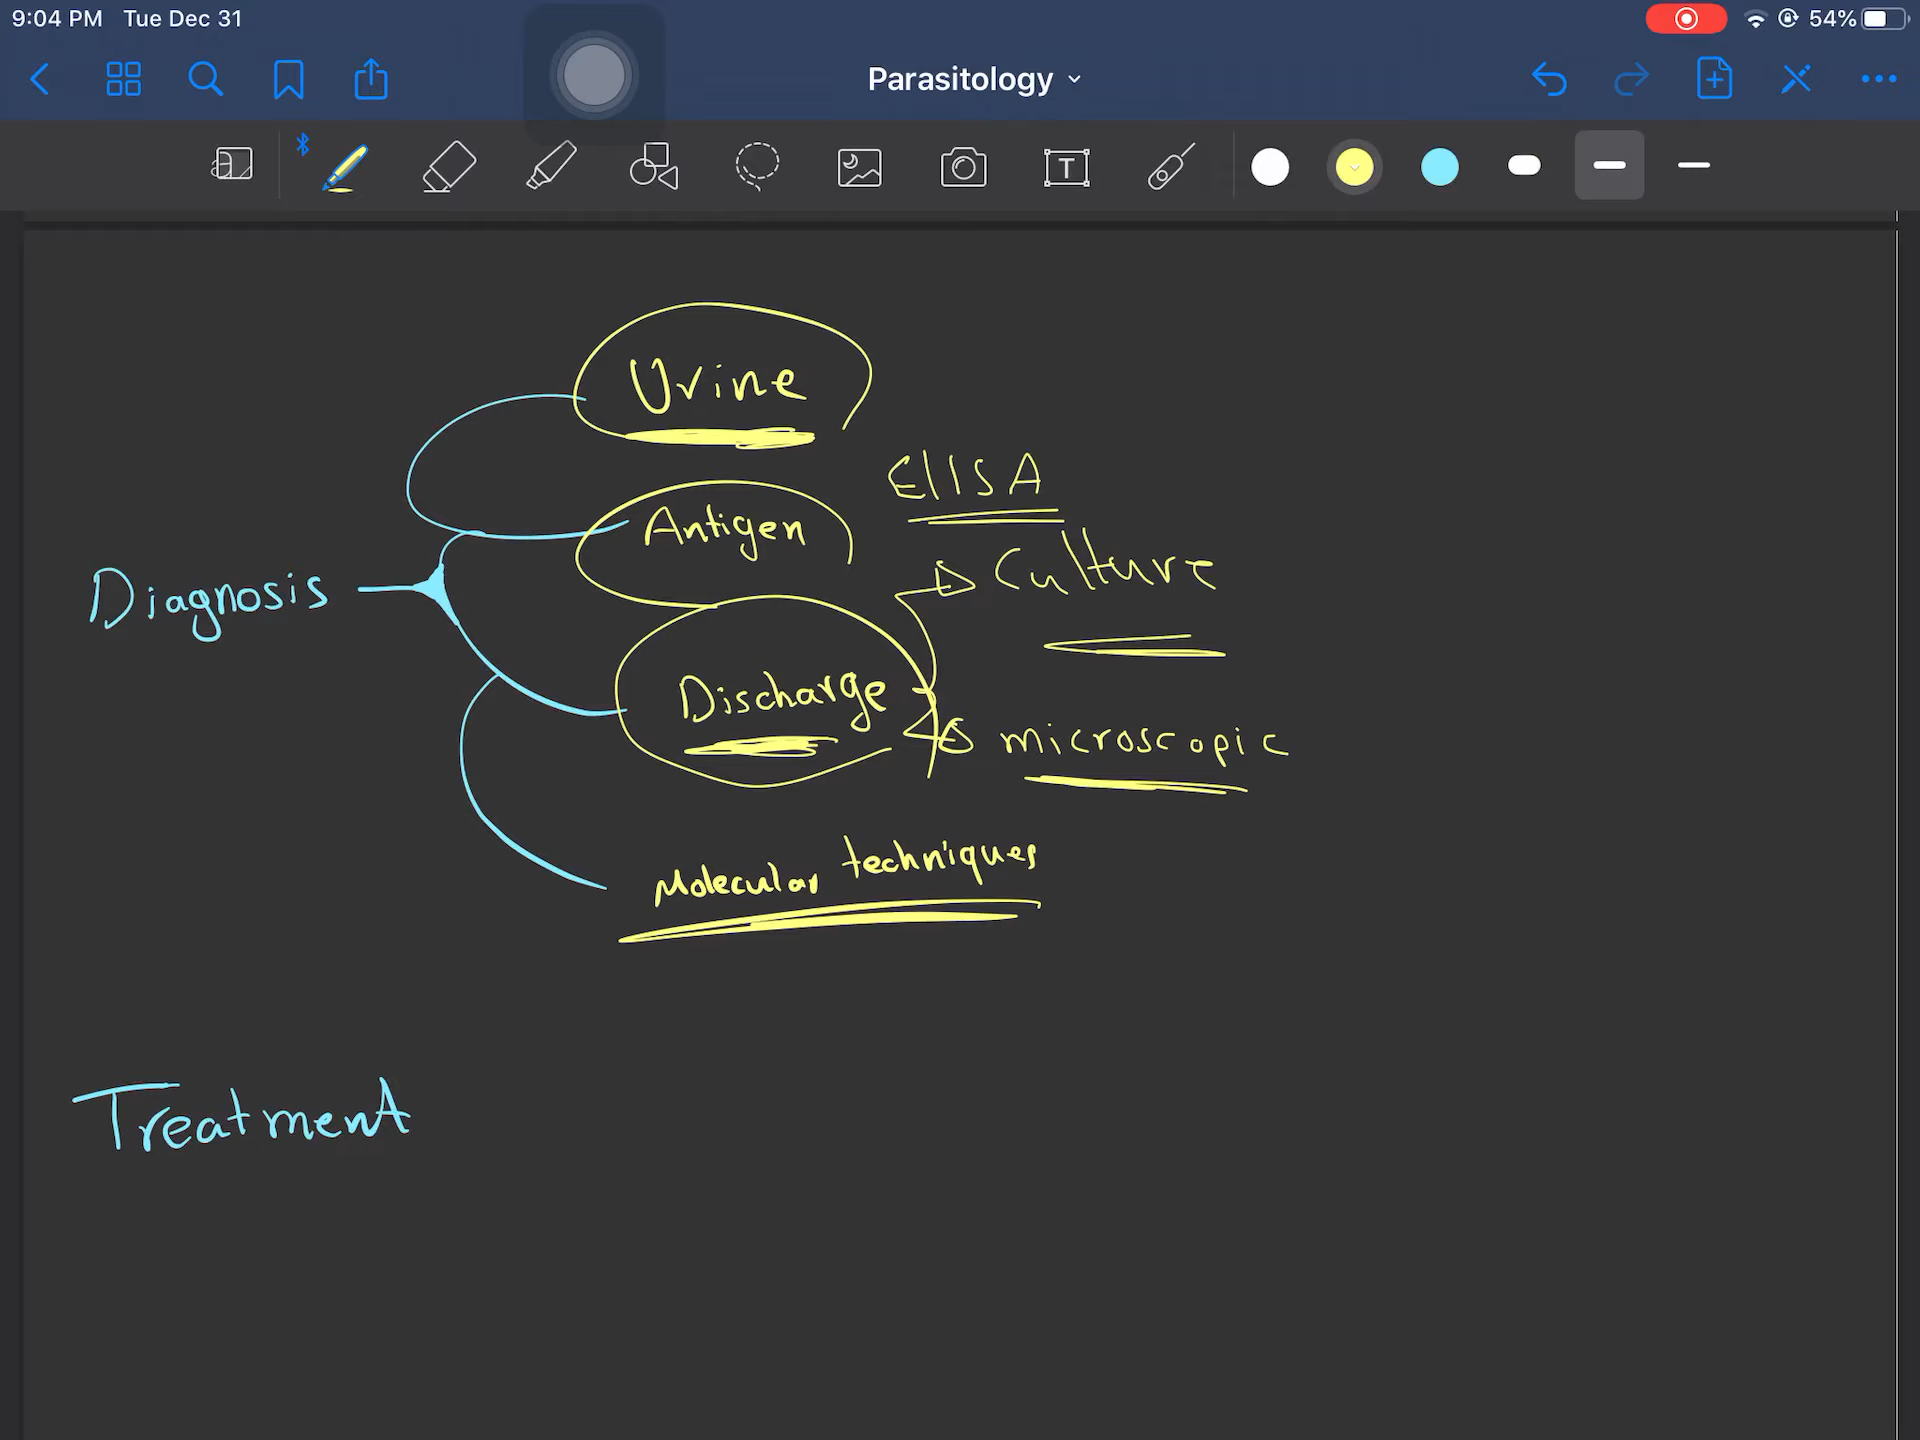 9:04 PM Tue Dec 31
54%
Parasitology
T
Urine
ElISA
Antigen
Culture
Diagnosis
Discharge
microscopic
Molecular techniques
Treatment